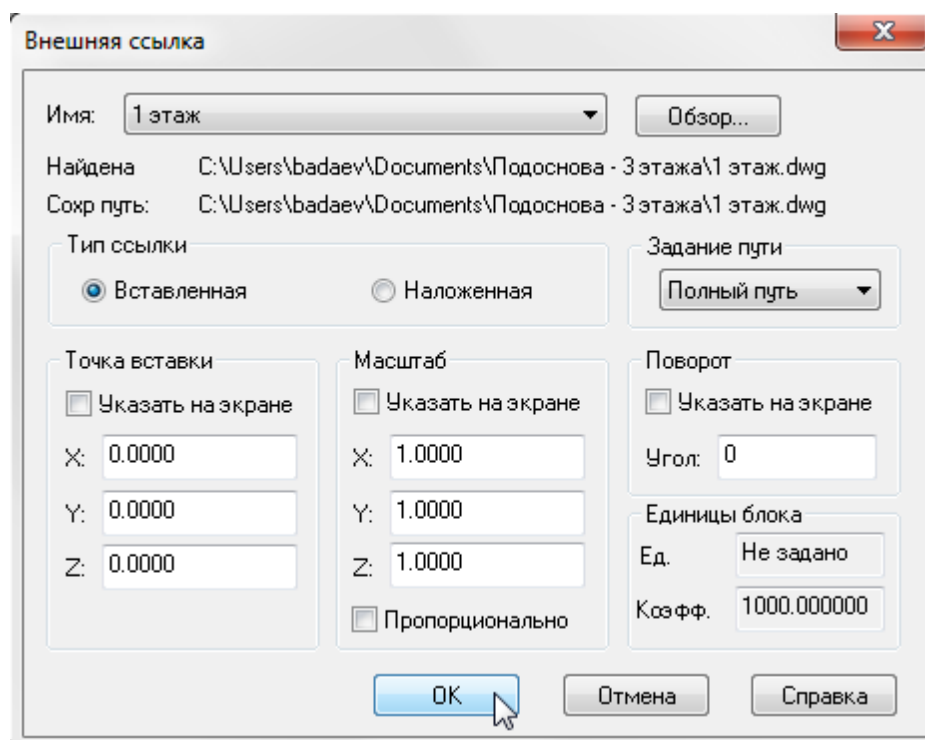 Внешняя ссылка
Имя: 1 этаж Обзор...
Найдена C:\Users\badaev\Documents\Подоснова - 3 этажа\1 этаж.dwg
Сохр путь: C:\Users\badaev\Documents\Подоснова - 3 этажа\1 этаж.dwg
Тип ссылки
Вставленная Наложенная
Задание пути
Полный путь
Точка вставки
Указать на экране
X: 0.0000
Y: 0.0000
Z: 0.0000
Масштаб
Указать на экране
X: 1.0000
Y: 1.0000
Z: 1.0000
Пропорционально
Поворот
Указать на экране
Угол: 0
Единицы блока
Ед. Не задано
Коэфф. 1000.000000
OK Отмена Справка